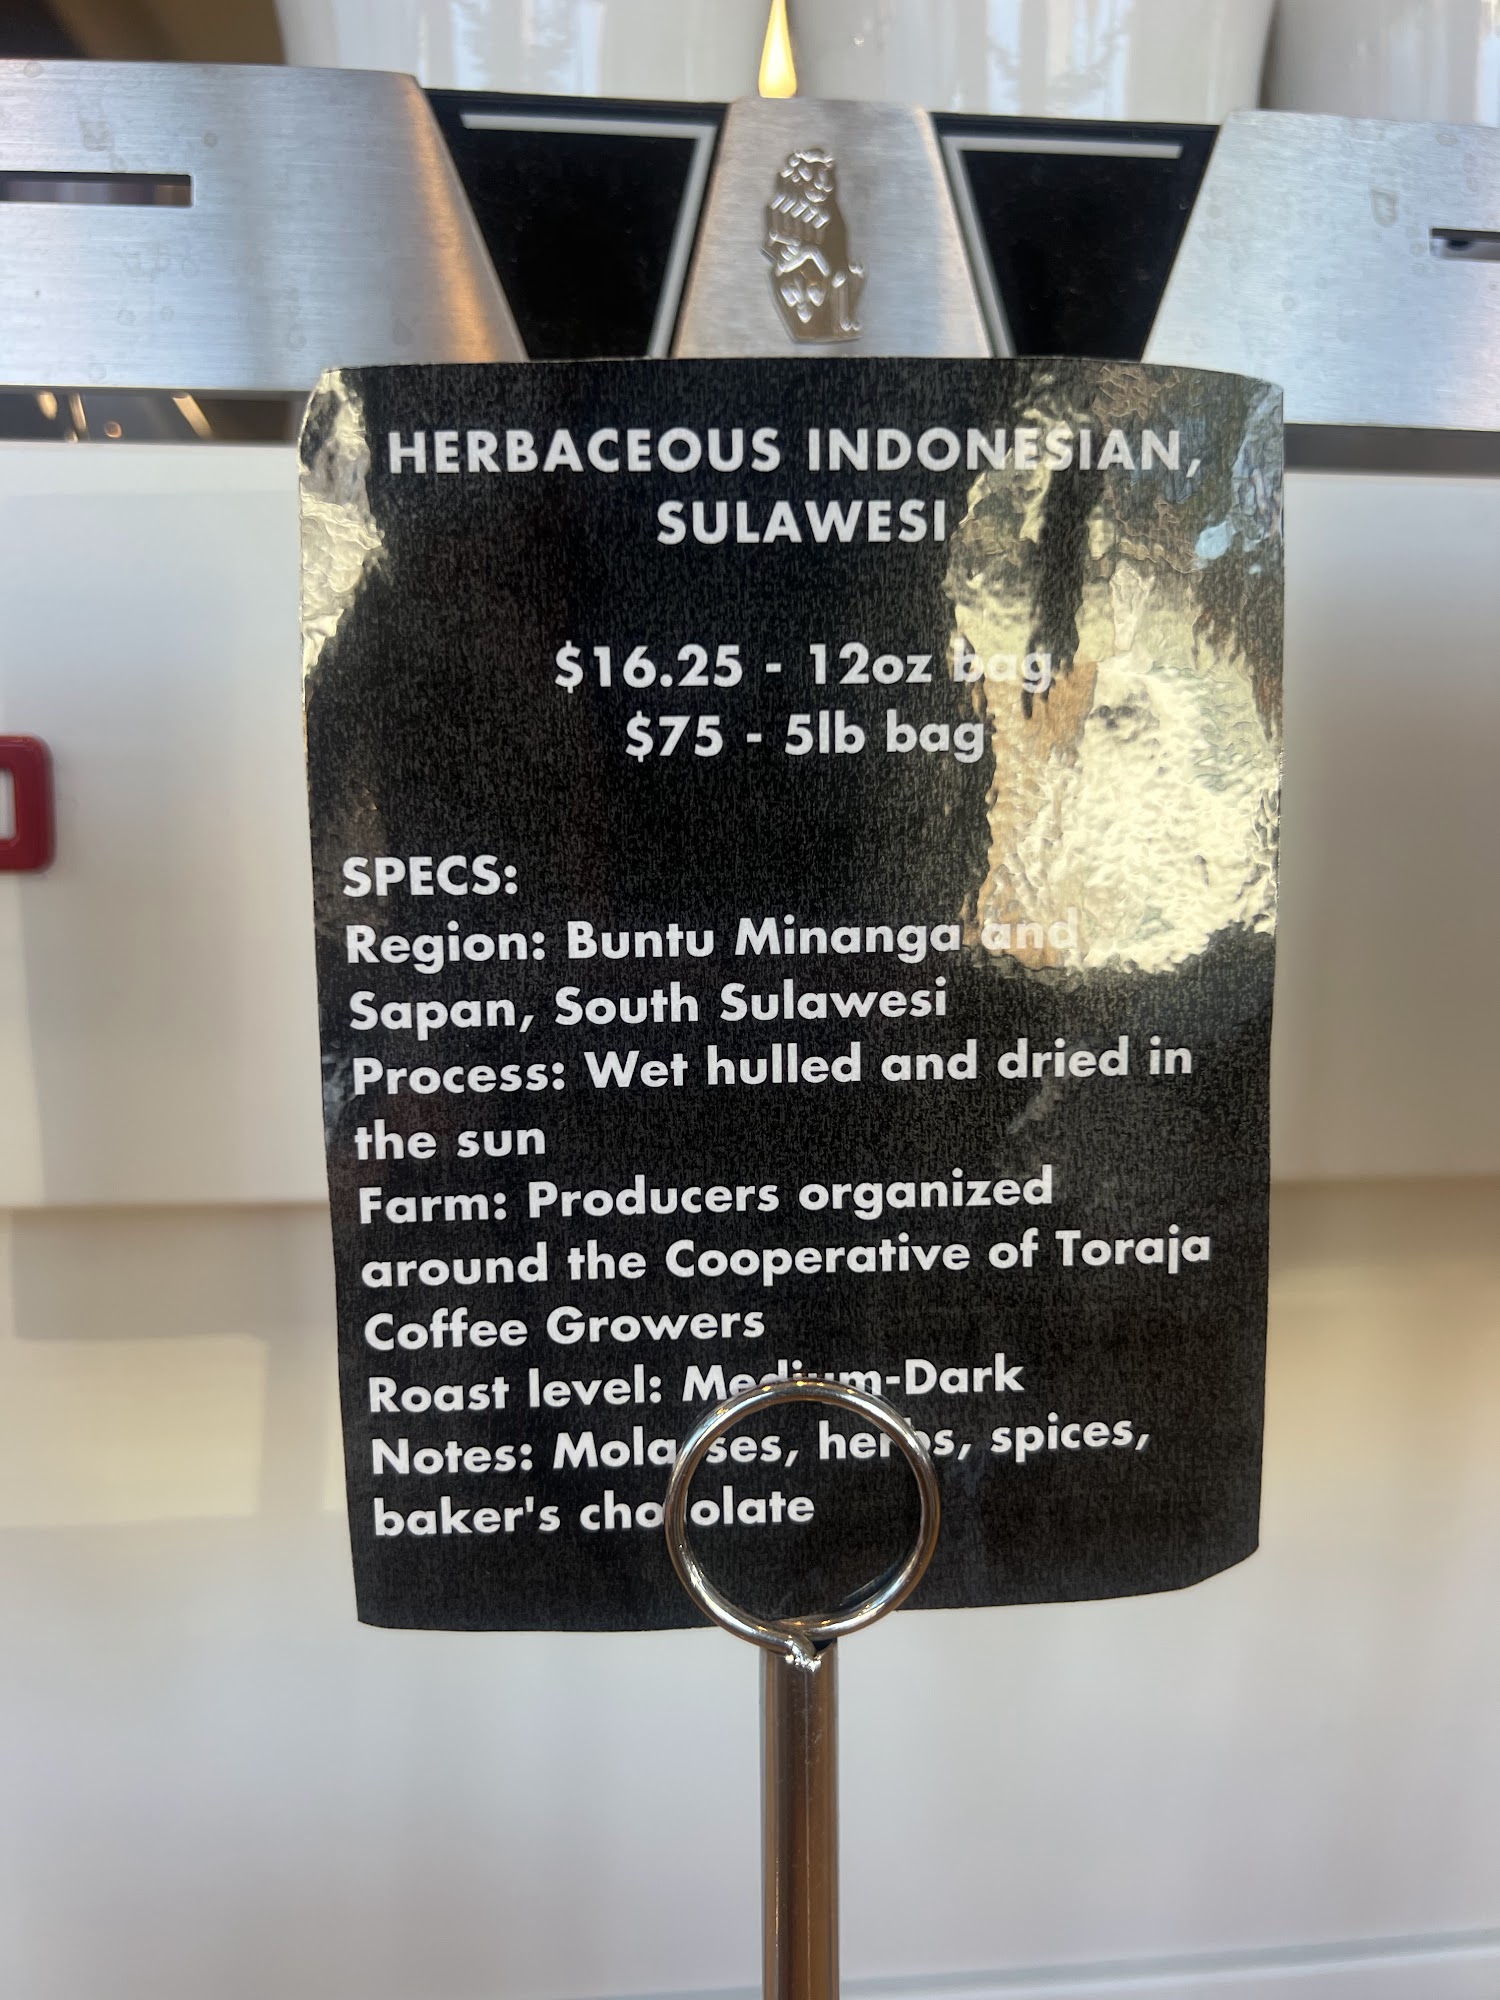 HERBACEOUS INDONESIAN,
SULAWESI
$16.25 - 12oz bag
$75 - 5lb bag
SPECS:
Region: Buntu Minanga and
Sapan, South Sulawesi
Process: Wet hulled and dried in
the sun
Farm: Producers organized
around the Cooperative of Toraja
Coffee Growers
Roast level: Medium-Dark
Notes: Molasses, herbs, spices,
baker's chocolate